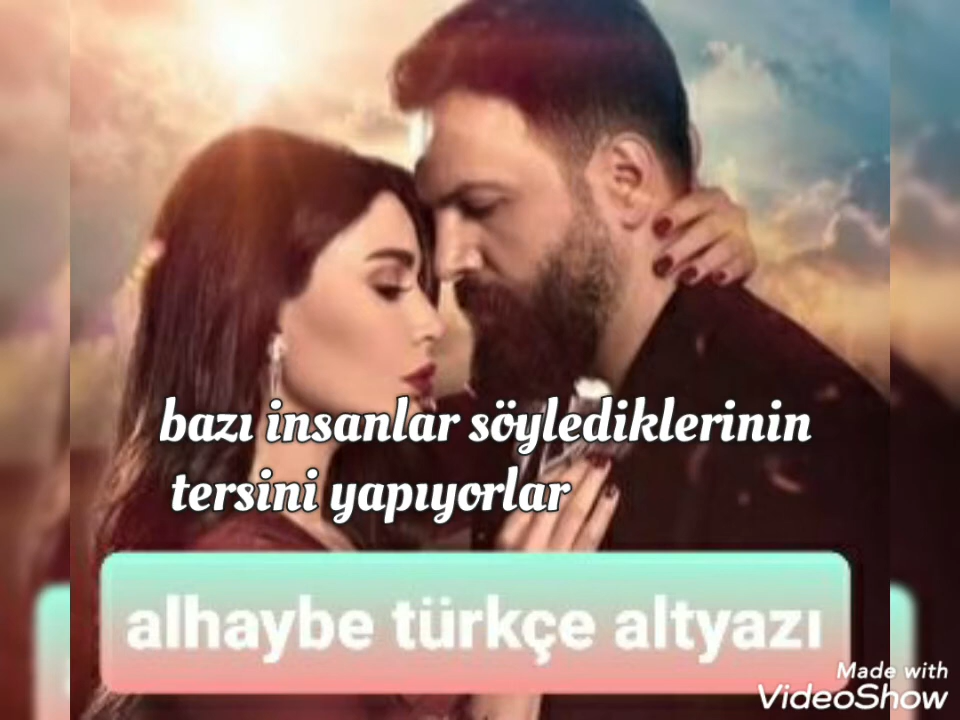 bazı insanlar söylediklerinin
tersini yapıyorlar
alhaybe türkçe altyazı
Made with
VideoShow